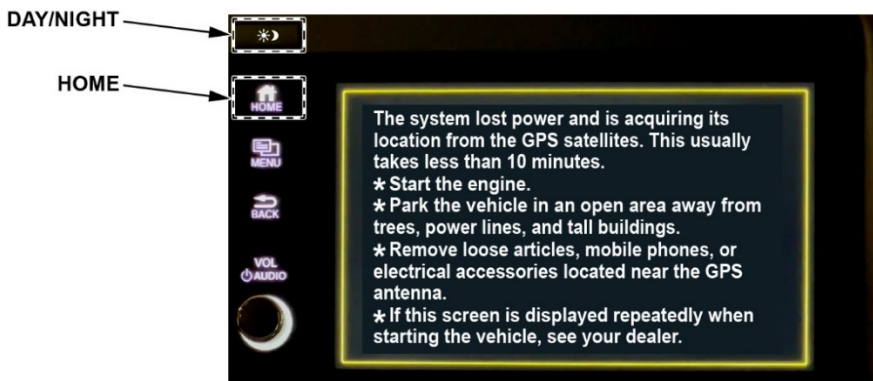 DAY/NIGHT
HOME
HOME
MENU
BACK
VOL
AUDIO
The system lost power and is acquiring its
location from the GPS satellites. This usually
takes less than 10 minutes.
* Start the engine.
* Park the vehicle in an open area away from
trees, power lines, and tall buildings.
* Remove loose articles, mobile phones, or
electrical accessories located near the GPS
antenna.
* If this screen is displayed repeatedly when
starting the vehicle, see your dealer.